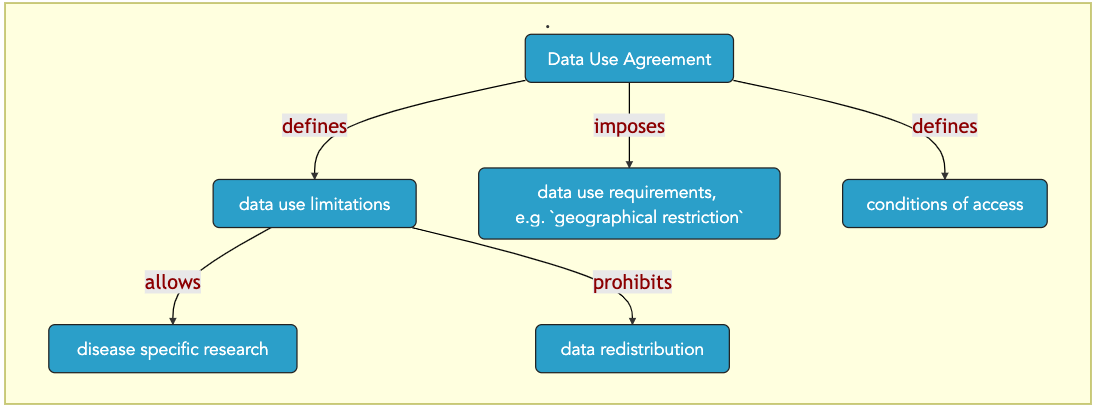 .
Data Use Agreement
defines
imposes
defines
data use limitations
data use requirements,
e.g. `geographical restriction`
conditions of access
allows
prohibits
disease specific research
data redistribution